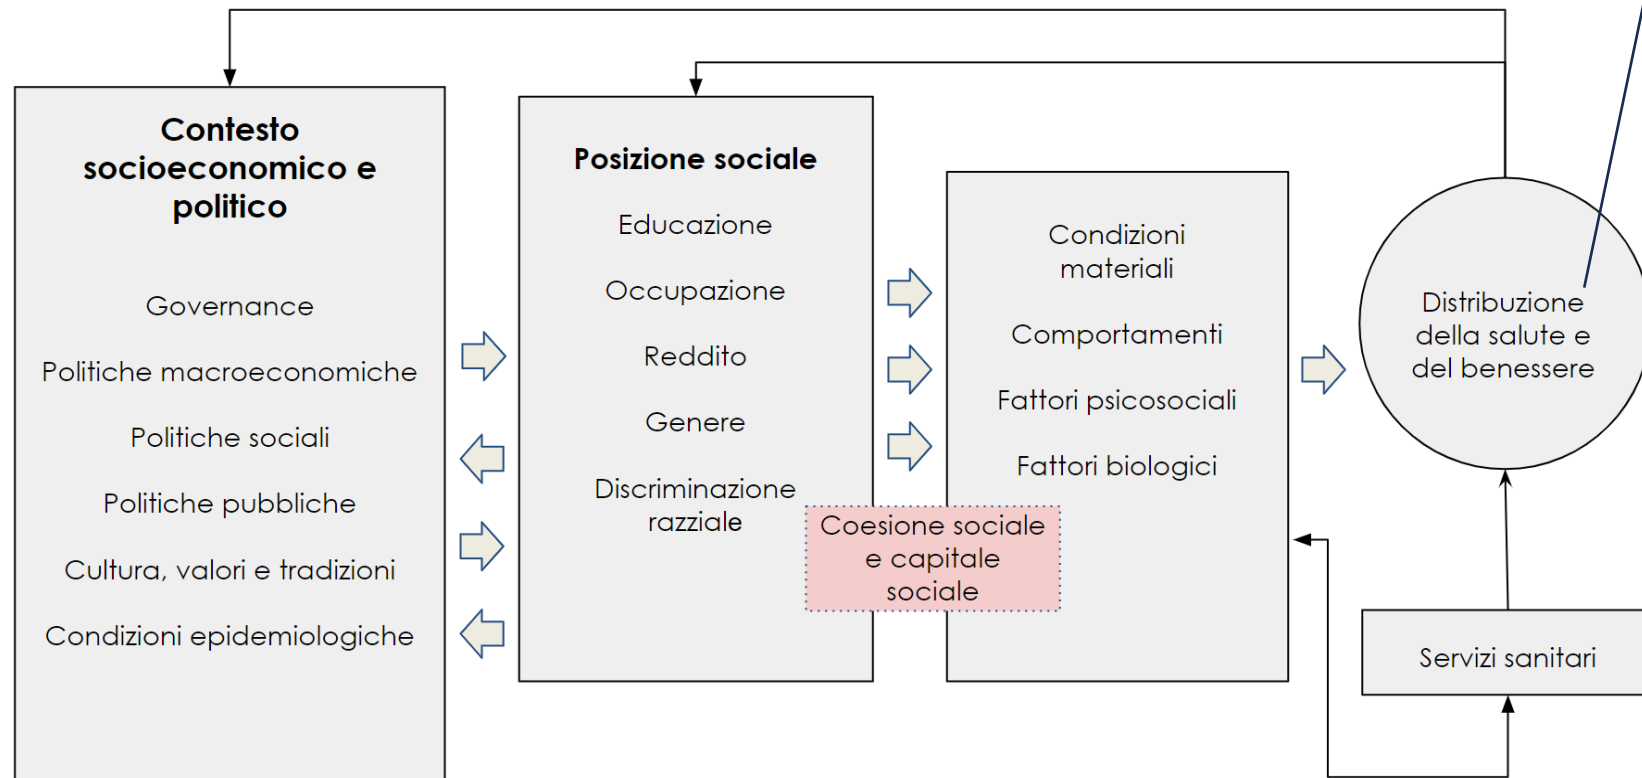 Contesto
socioeconomico e
politico
Governance
Politiche macroeconomiche
Politiche sociali
Politiche pubbliche
Cultura, valori e tradizioni
Condizioni epidemiologiche
Posizione sociale
Educazione
Occupazione
Reddito
Genere
Discriminazione
razziale
Coesione sociale
e capitale
sociale
Condizioni
materiali
Comportamenti
Fattori psicosociali
Fattori biologici
Distribuzione
della salute e
del benessere
Servizi sanitari